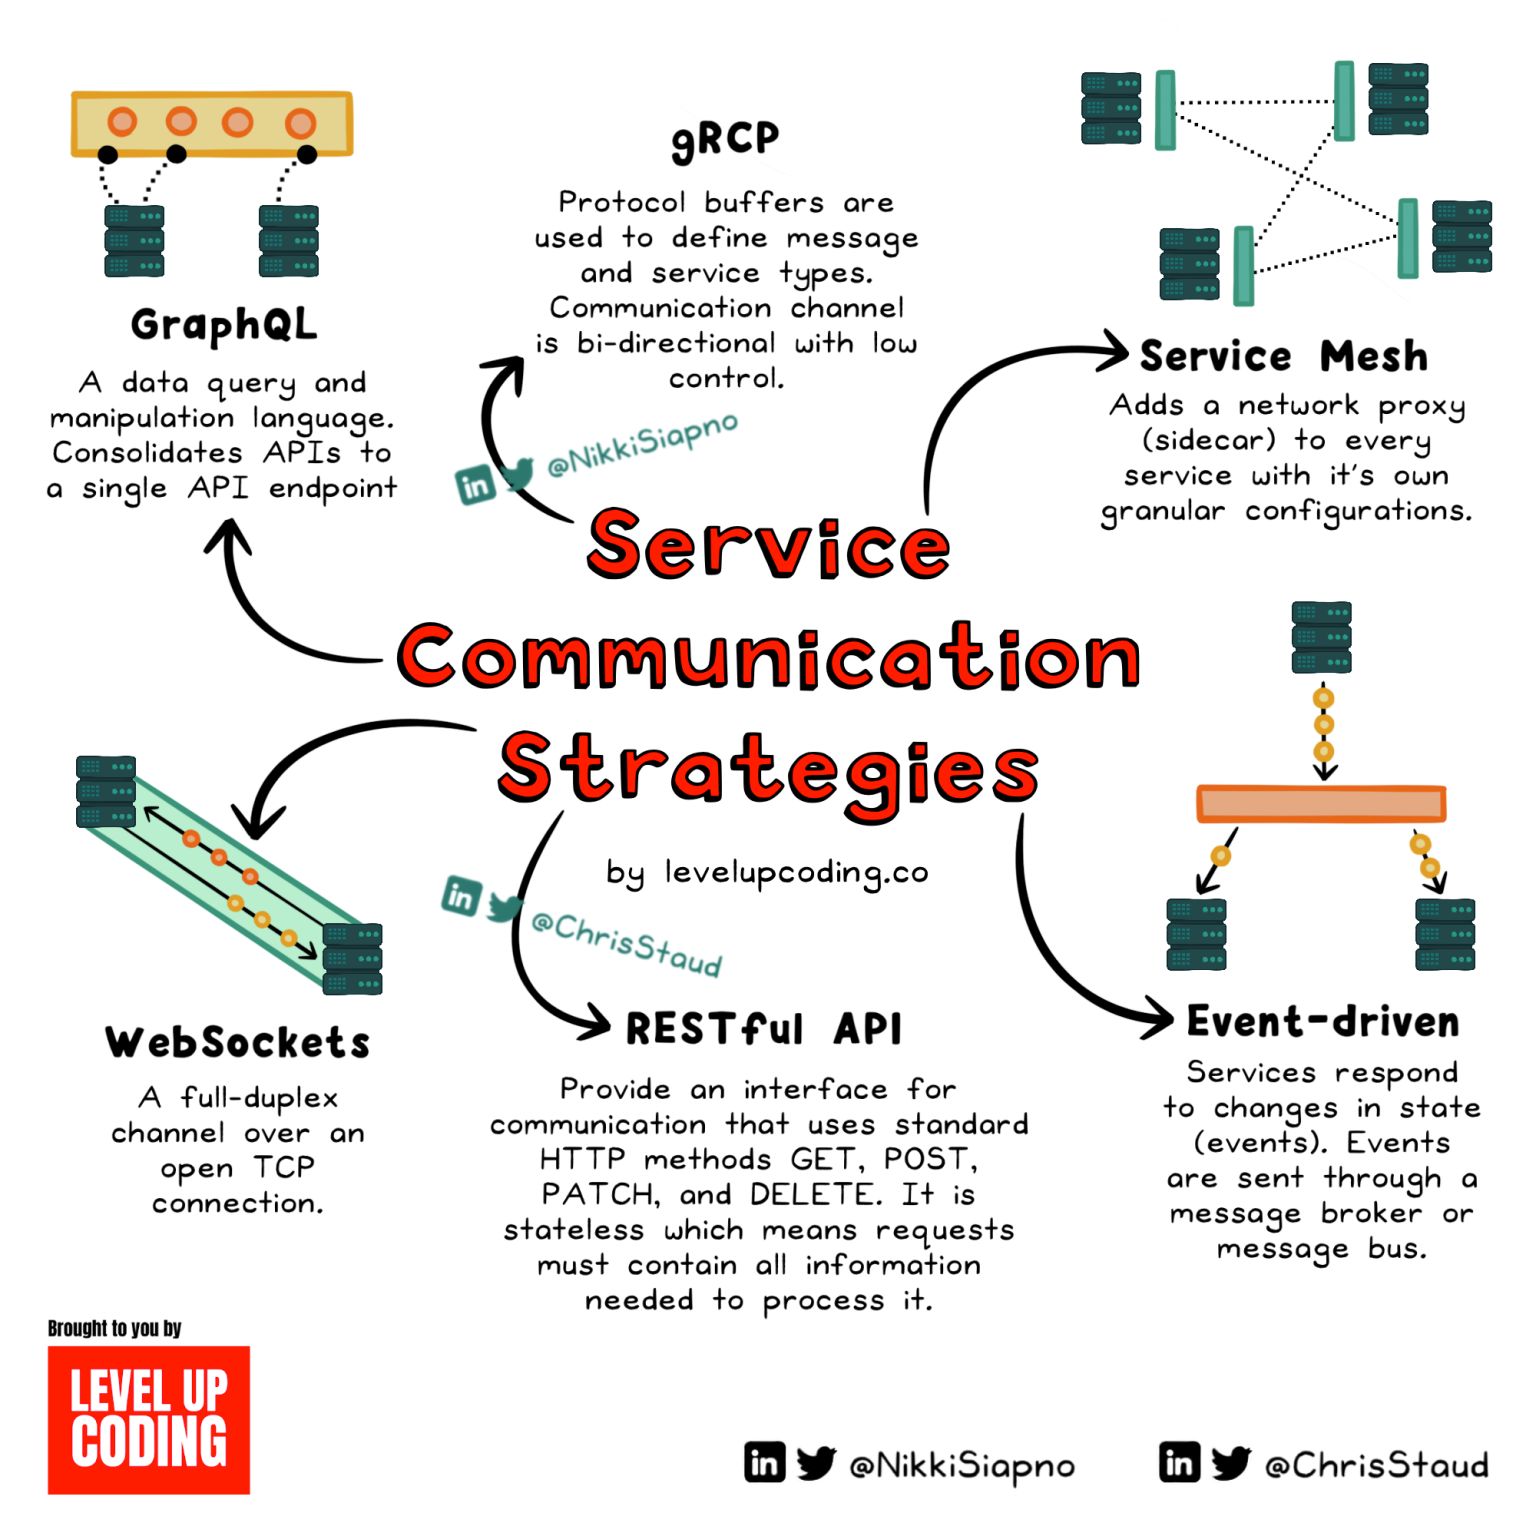 gRCP
Protocol buffers are
used to define message
and service types.
Communication channel
is bi-directional with low
control.
GraphQL
A data query and
manipulation language.
Consolidates APIs to
a single API endpoint
Service Mesh
Adds a network proxy
(sidecar) to every
service with it's own
granular configurations.
in @NikkiSiapno
Service
Communication
Strategies
by levelupcoding.co
in @ChrisStaud
WebSockets
A full-duplex
channel over an
open TCP
connection.
RESTful API
Provide an interface for
communication that uses standard
HTTP methods GET, POST,
PATCH, and DELETE. It is
stateless which means requests
must contain all information
needed to process it.
Event-driven
Services respond
to changes in state
(events). Events
are sent through a
message broker or
message bus.
Brought to you by
LEVEL UP
CODING
in @NikkiSiapno
in @ChrisStaud